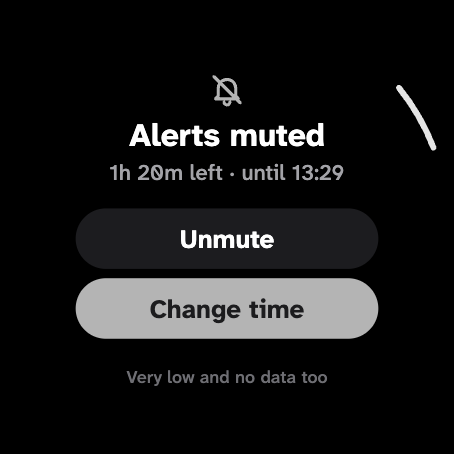 Alerts muted
1h 20m left · until 13:29
Unmute
Change time
Very low and no data too